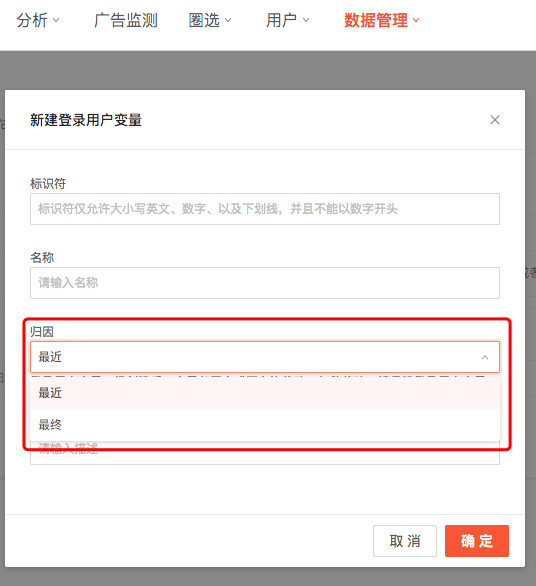 分析 广告监测 圈选 用户 数据管理
新建登录用户变量
标识符
标识符仅允许大小写英文、数字、以及下划线，并且不能以数字开头
名称
请输入名称
归因
最近
最近
最终
请输入描述
取 消 确 定